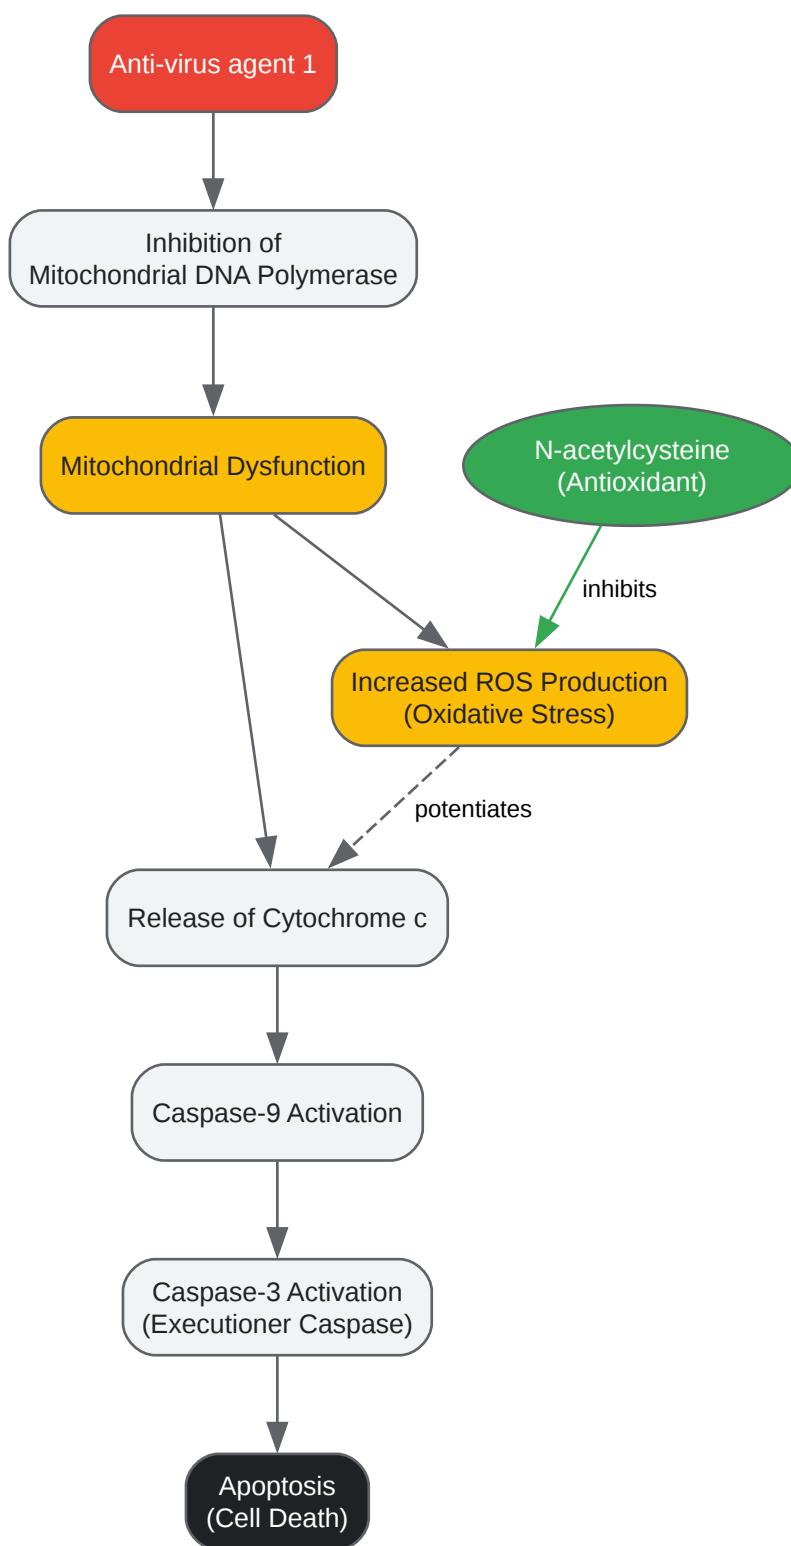 Anti-virus agent 1
Inhibition of
Mitochondrial DNA Polymerase
Mitochondrial Dysfunction
N-acetylcysteine
(Antioxidant)
inhibits
Increased ROS Production
(Oxidative Stress)
potentiates
Release of Cytochrome c
Caspase-9 Activation
Caspase-3 Activation
(Executioner Caspase)
Apoptosis
(Cell Death)